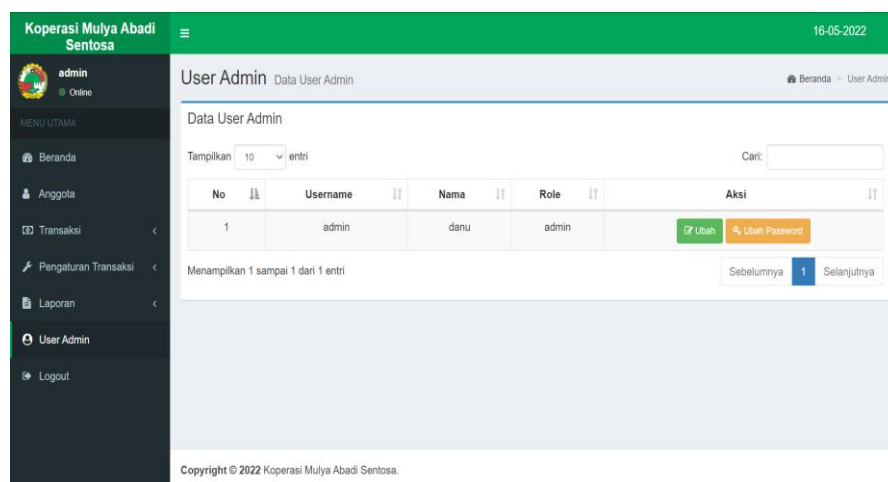 Koperasi Mulya Abadi
Sentosa
16-05-2022
admin
Online
MENU UTAMA
Beranda
Anggota
Transaksi
Pengaturan Transaksi
Laporan
User Admin
Logout
User Admin Data User Admin
Beranda > User Admin
Data User Admin
Tampilkan 10 entri
Cari:
No Username Nama Role Aksi
1 admin danu admin Ubah Ubah Password
Menampilkan 1 sampai 1 dari 1 entri
Sebelumnya 1 Selanjutnya
Copyright © 2022 Koperasi Mulya Abadi Sentosa.